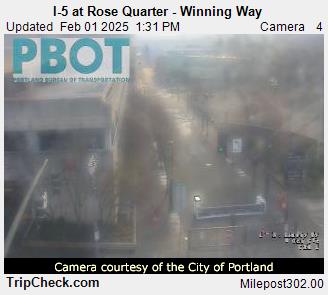 I-5 at Rose Quarter - Winning Way
Updated Feb 01 2025 1:31 PM Camera 4
PBOT
PORTLAND BUREAU OF TRANSPORTATION
Camera courtesy of the City of Portland
TripCheck.com Milepost302.00